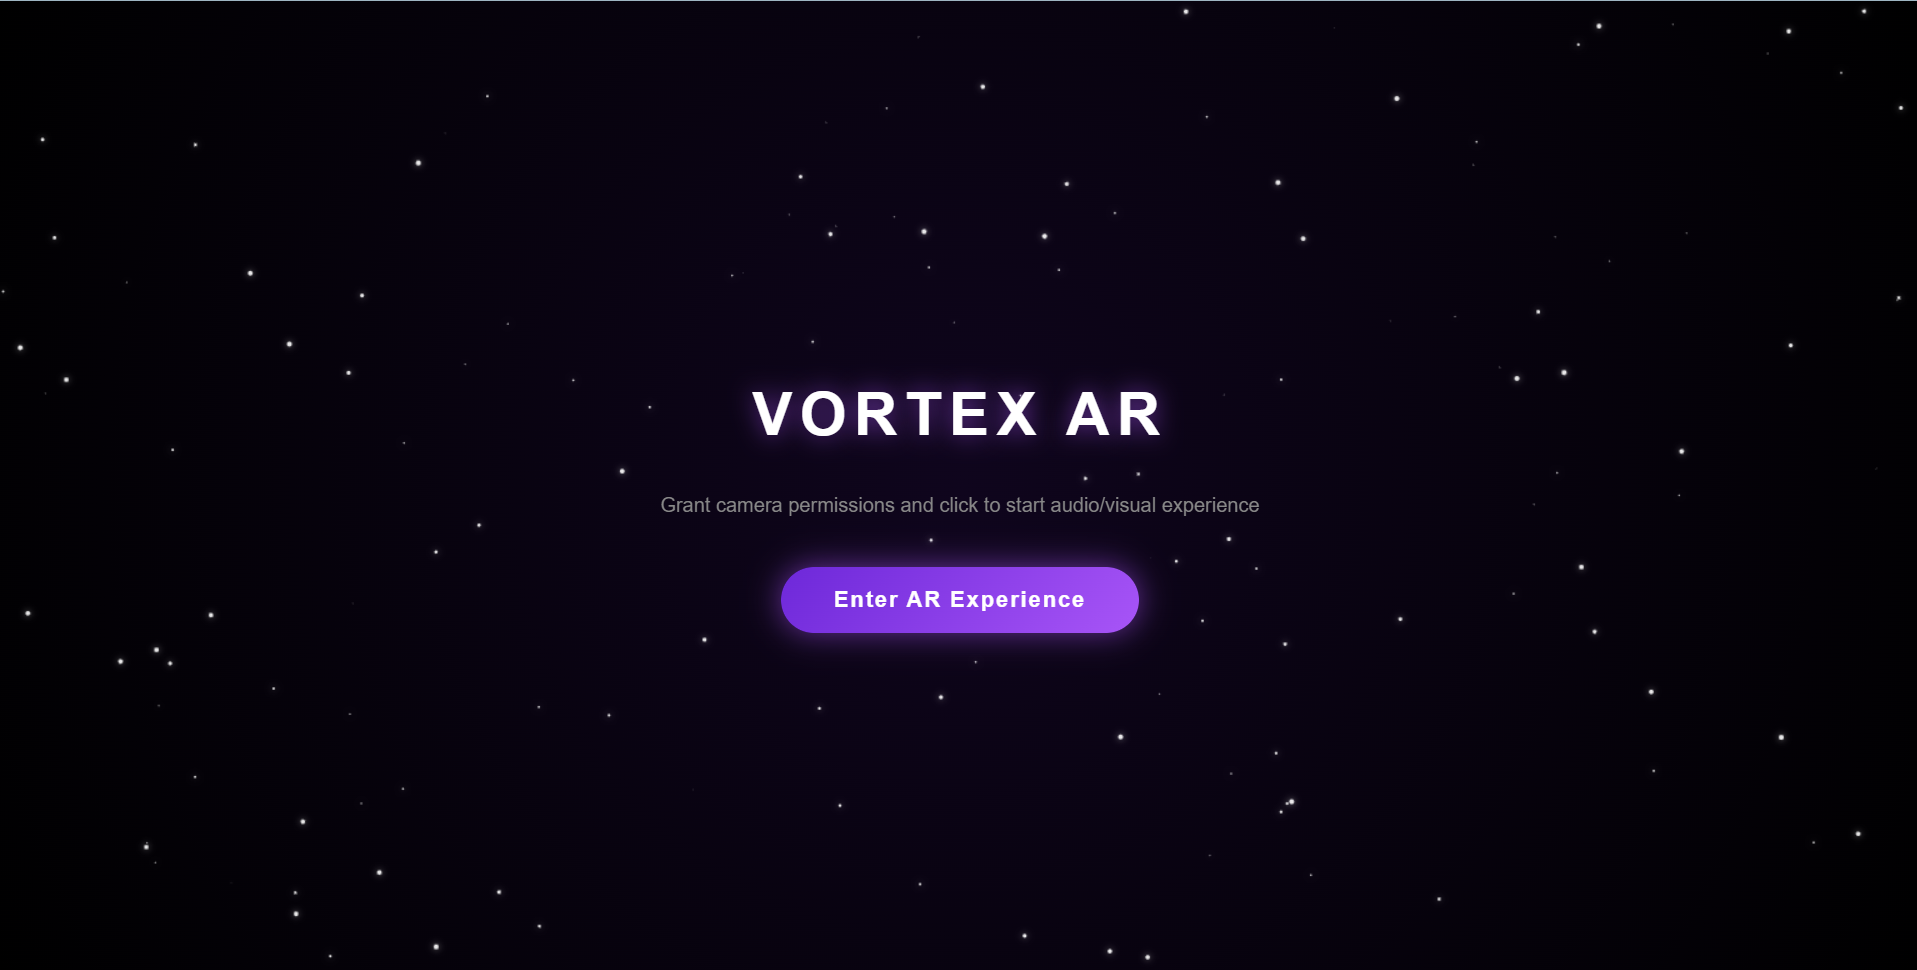 VORTEX AR
Grant camera permissions and click to start audio/visual experience
Enter AR Experience